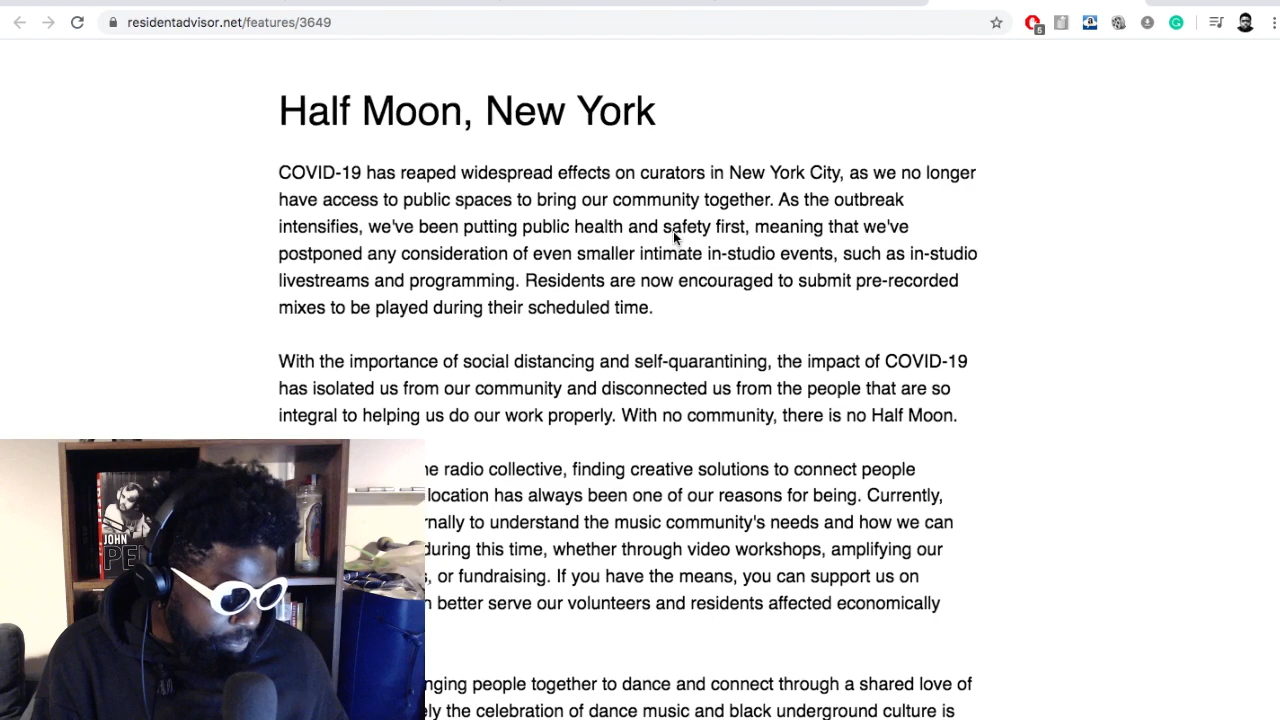 residentadvisor.net/features/3649
5
Half Moon, New York
COVID-19 has reaped widespread effects on curators in New York City, as we no longer
have access to public spaces to bring our community together. As the outbreak
intensifies, we've been putting public health and safety first, meaning that we've
postponed any consideration of even smaller intimate in-studio events, such as in-studio
livestreams and programming. Residents are now encouraged to submit pre-recorded
mixes to be played during their scheduled time.
With the importance of social distancing and self-quarantining, the impact of COVID-19
has isolated us from our community and disconnected us from the people that are so
integral to helping us do our work properly. With no community, there is no Half Moon.
radio collective, finding creative solutions to connect people
location has always been one of our reasons for being. Currently,
to understand the music community's needs and how we can
during this time, whether through video workshops, amplifying our
or fundraising. If you have the means, you can support us on
better serve our volunteers and residents affected economically
people together to dance and connect through a shared love of
the celebration of dance music and black underground culture is
JOHN